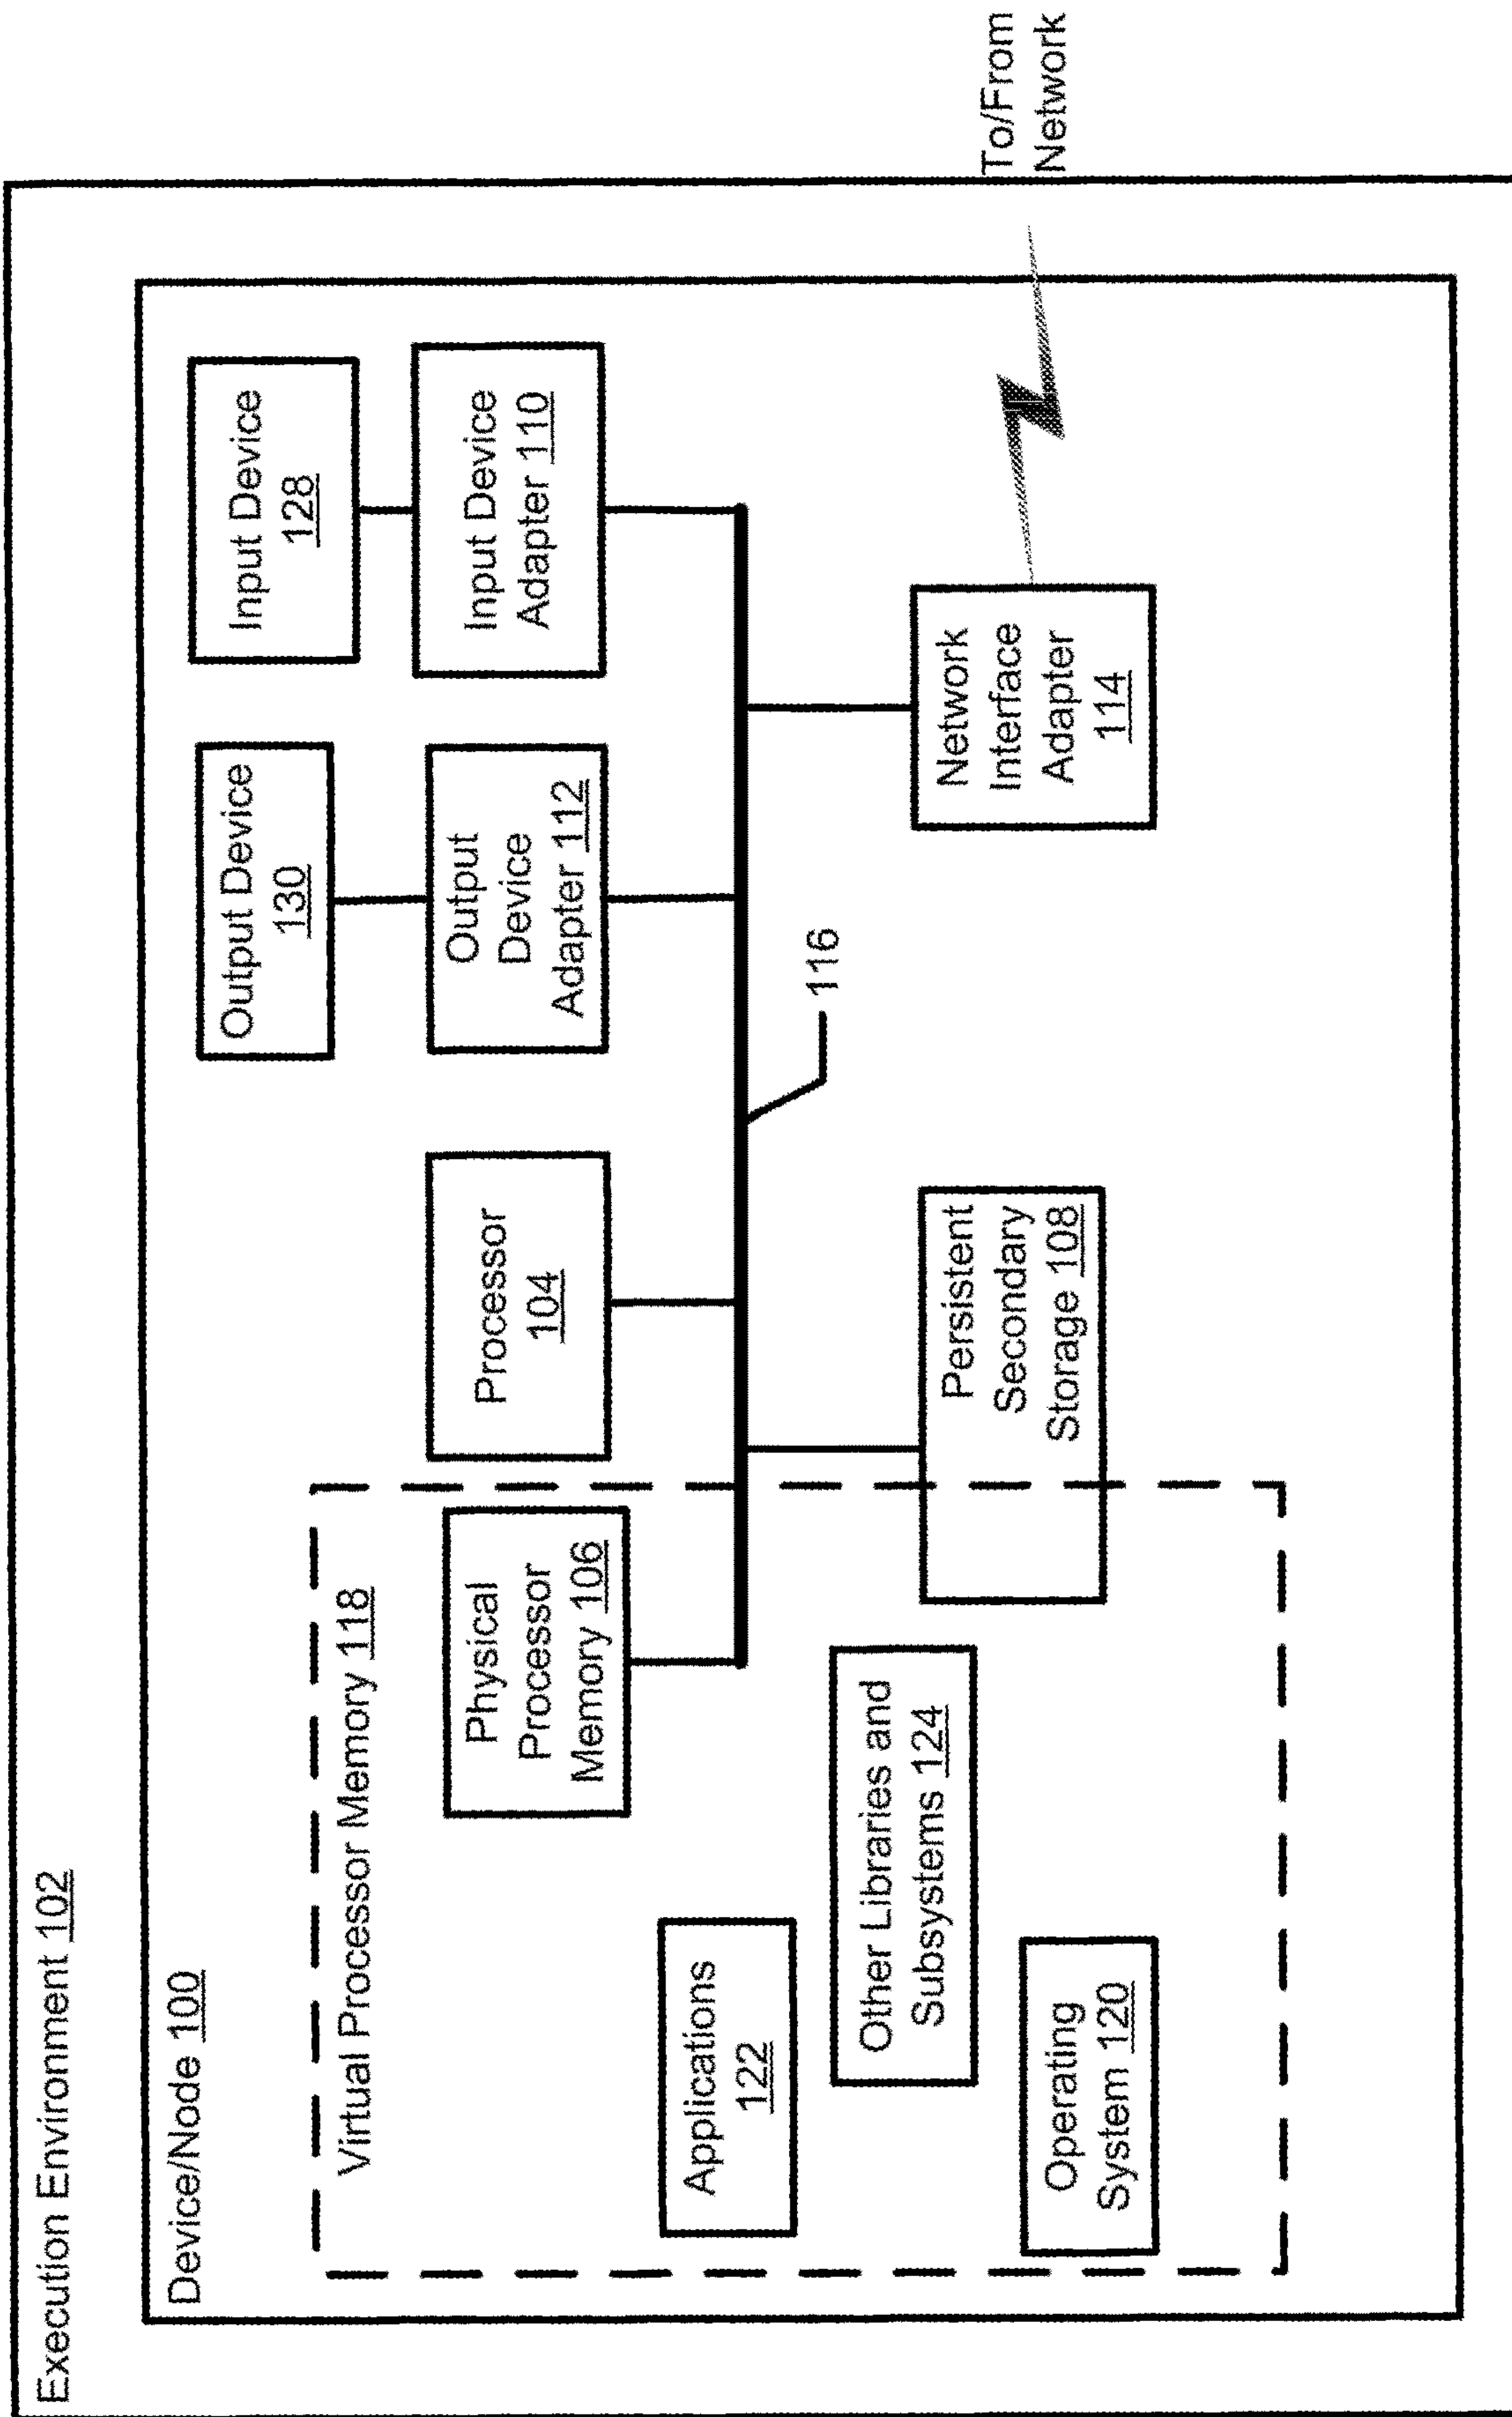 Execution Environment 102
Device/Node 100
Virtual Processor Memory 118
Physical
Processor
Memory 106
Processor
104
Output Device
130
Output
Device
Adapter 112
Input Device
128
Input Device
Adapter 110
Applications
122
Other Libraries and
Subsystems 124
Operating
System 120
Persistent
Secondary
Storage 108
116
Network
Interface
Adapter
114
To/From
Network